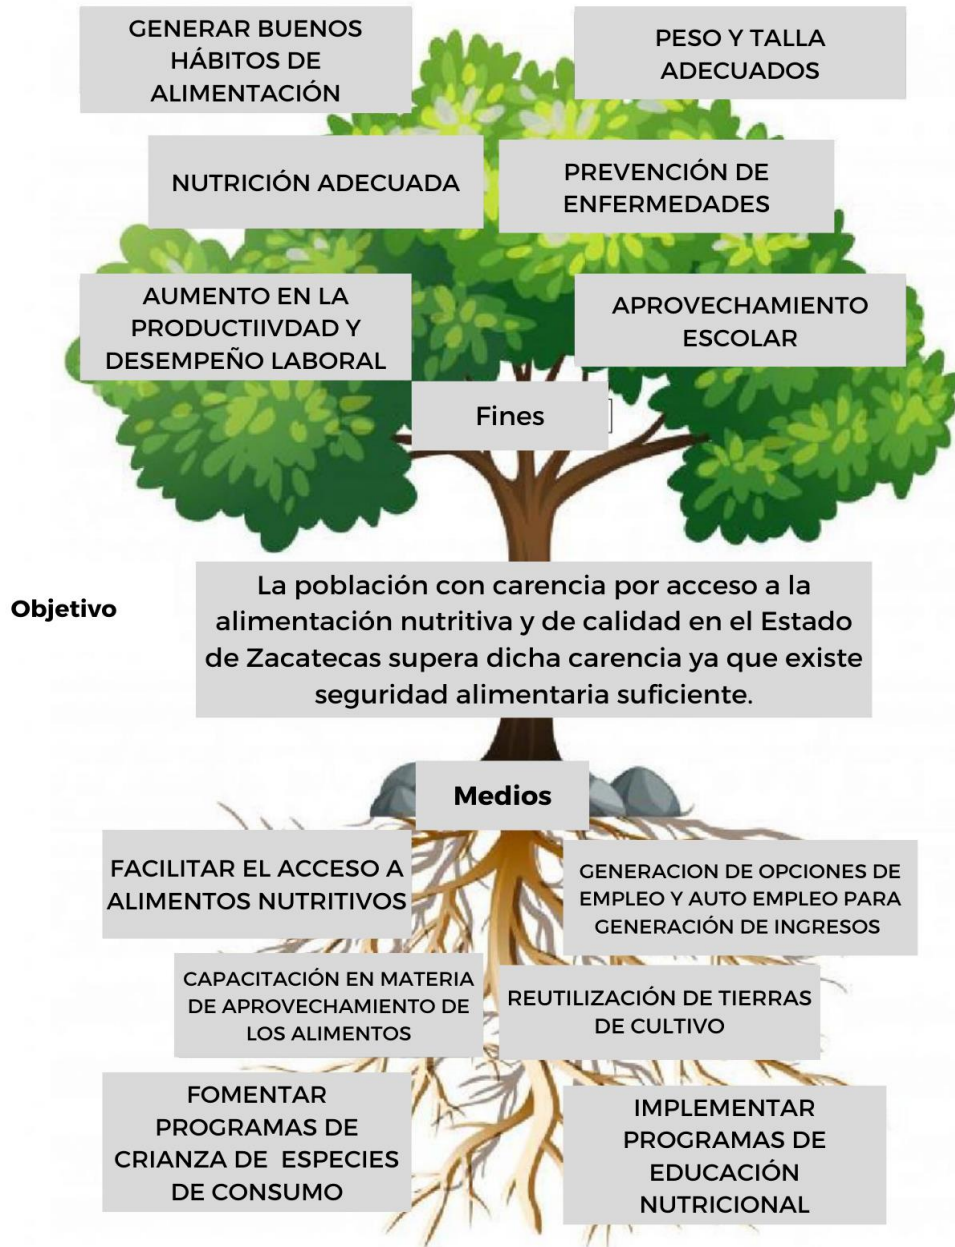 GENERAR BUENOS
HÁBITOS DE
ALIMENTACIÓN
PESO Y TALLA
ADECUADOS
NUTRICIÓN ADECUADA
PREVENCIÓN DE
ENFERMEDADES
AUMENTO EN LA
PRODUCTIIVDAD Y
DESEMPEÑO LABORAL
APROVECHAMIENTO
ESCOLAR
Fines
Objetivo
La población con carencia por acceso a la
alimentación nutritiva y de calidad en el Estado
de Zacatecas supera dicha carencia ya que existe
seguridad alimentaria suficiente.
Medios
FACILITAR EL ACCESO A
ALIMENTOS NUTRITIVOS
GENERACION DE OPCIONES DE
EMPLEO Y AUTO EMPLEO PARA
GENERACIÓN DE INGRESOS
CAPACITACIÓN EN MATERIA
DE APROVECHAMIENTO DE
LOS ALIMENTOS
REUTILIZACIÓN DE TIERRAS
DE CULTIVO
FOMENTAR
PROGRAMAS DE
CRIANZA DE ESPECIES
DE CONSUMO
IMPLEMENTAR
PROGRAMAS DE
EDUCACIÓN
NUTRICIONAL